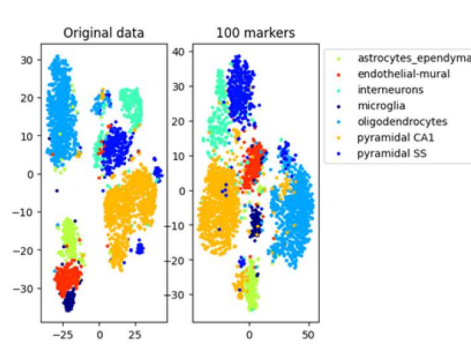 Original data
100 markers
30
20
10
0
−10
−20
−30
−25
0
25
40
30
20
10
0
−10
−20
−30
0
50
astrocytes_ependyma
endothelial-mural
interneurons
microglia
oligodendrocytes
pyramidal CA1
pyramidal SS